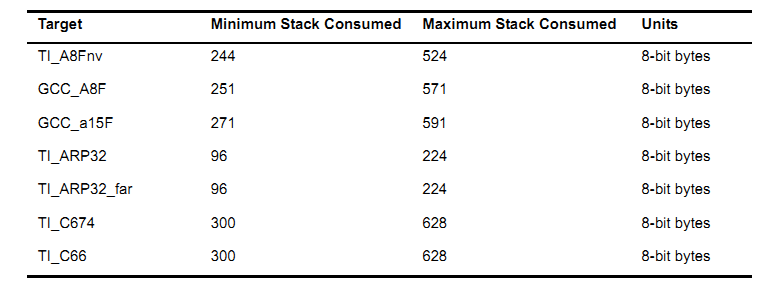 Target Minimum Stack Consumed Maximum Stack Consumed Units
TI_A8Fnv 244 524 8-bit bytes
GCC_A8F 251 571 8-bit bytes
GCC_a15F 271 591 8-bit bytes
TI_ARP32 96 224 8-bit bytes
TI_ARP32_far 96 224 8-bit bytes
TI_C674 300 628 8-bit bytes
TI_C66 300 628 8-bit bytes